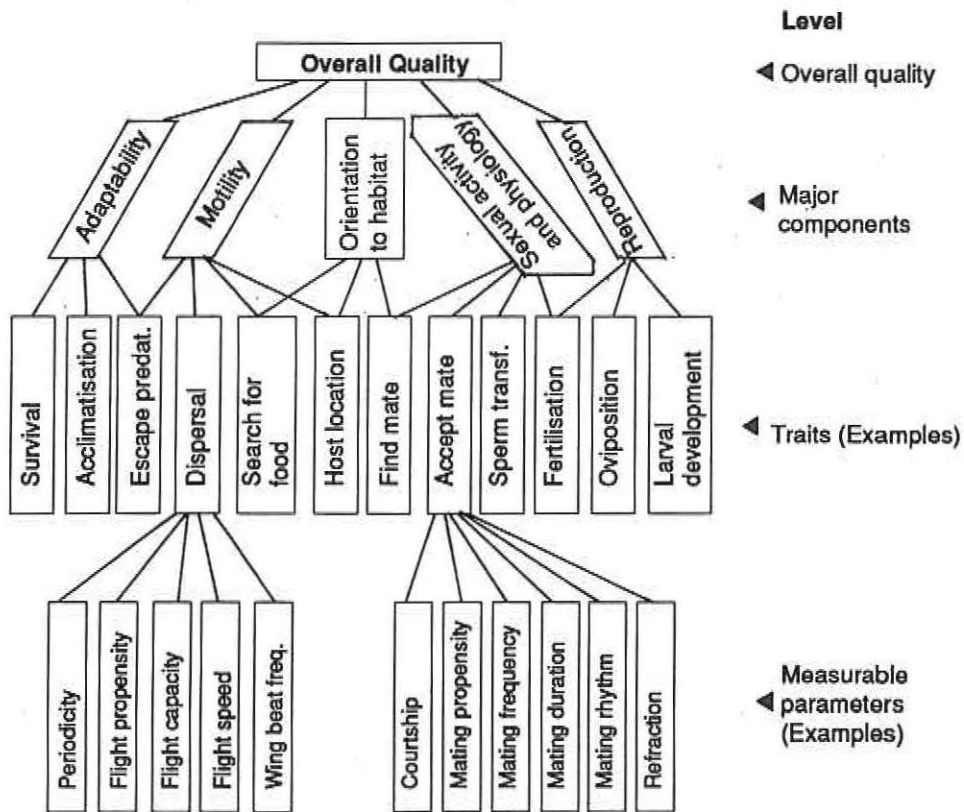 Level
Overall Quality
Overall quality
Adaptability
Motility
Orientation
to habitat
Sexual activity
and physiology
Reproduction
Major
components
Survival
Acclimatisation
Escape predat.
Dispersal
Search for
food
Host location
Find mate
Accept mate
Sperm transf.
Fertilisation
Oviposition
Larval
development
Traits (Examples)
Periodicity
Flight propensity
Flight capacity
Flight speed
Wing beat freq.
Courtship
Mating propensity
Mating frequency
Mating duration
Mating rhythm
Refraction
Measurable
parameters
(Examples)